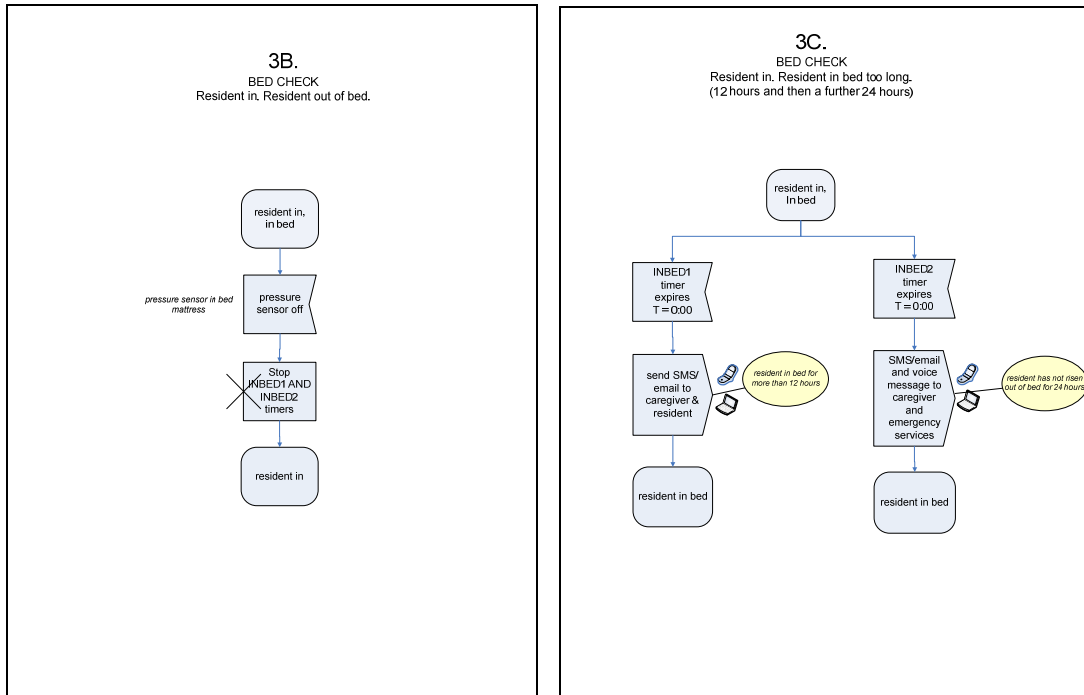 3B.
BED CHECK
Resident in. Resident out of bed.
resident in,
in bed
pressure sensor in bed
mattress
pressure
sensor off
Stop
INBED1 AND
INBED2
timers
resident in
3C.
BED CHECK
Resident in. Resident in bed too long.
(12 hours and then a further 24 hours)
resident in,
In bed
INBED1
timer
expires
T = 0:00
INBED2
timer
expires
T = 0:00
send SMS/
email to
caregiver &
resident
resident in bed for
more than 12 hours
SMS/email
and voice
message to
caregiver
and
emergency
services
resident has not risen
out of bed for 24 hours
resident in bed
resident in bed